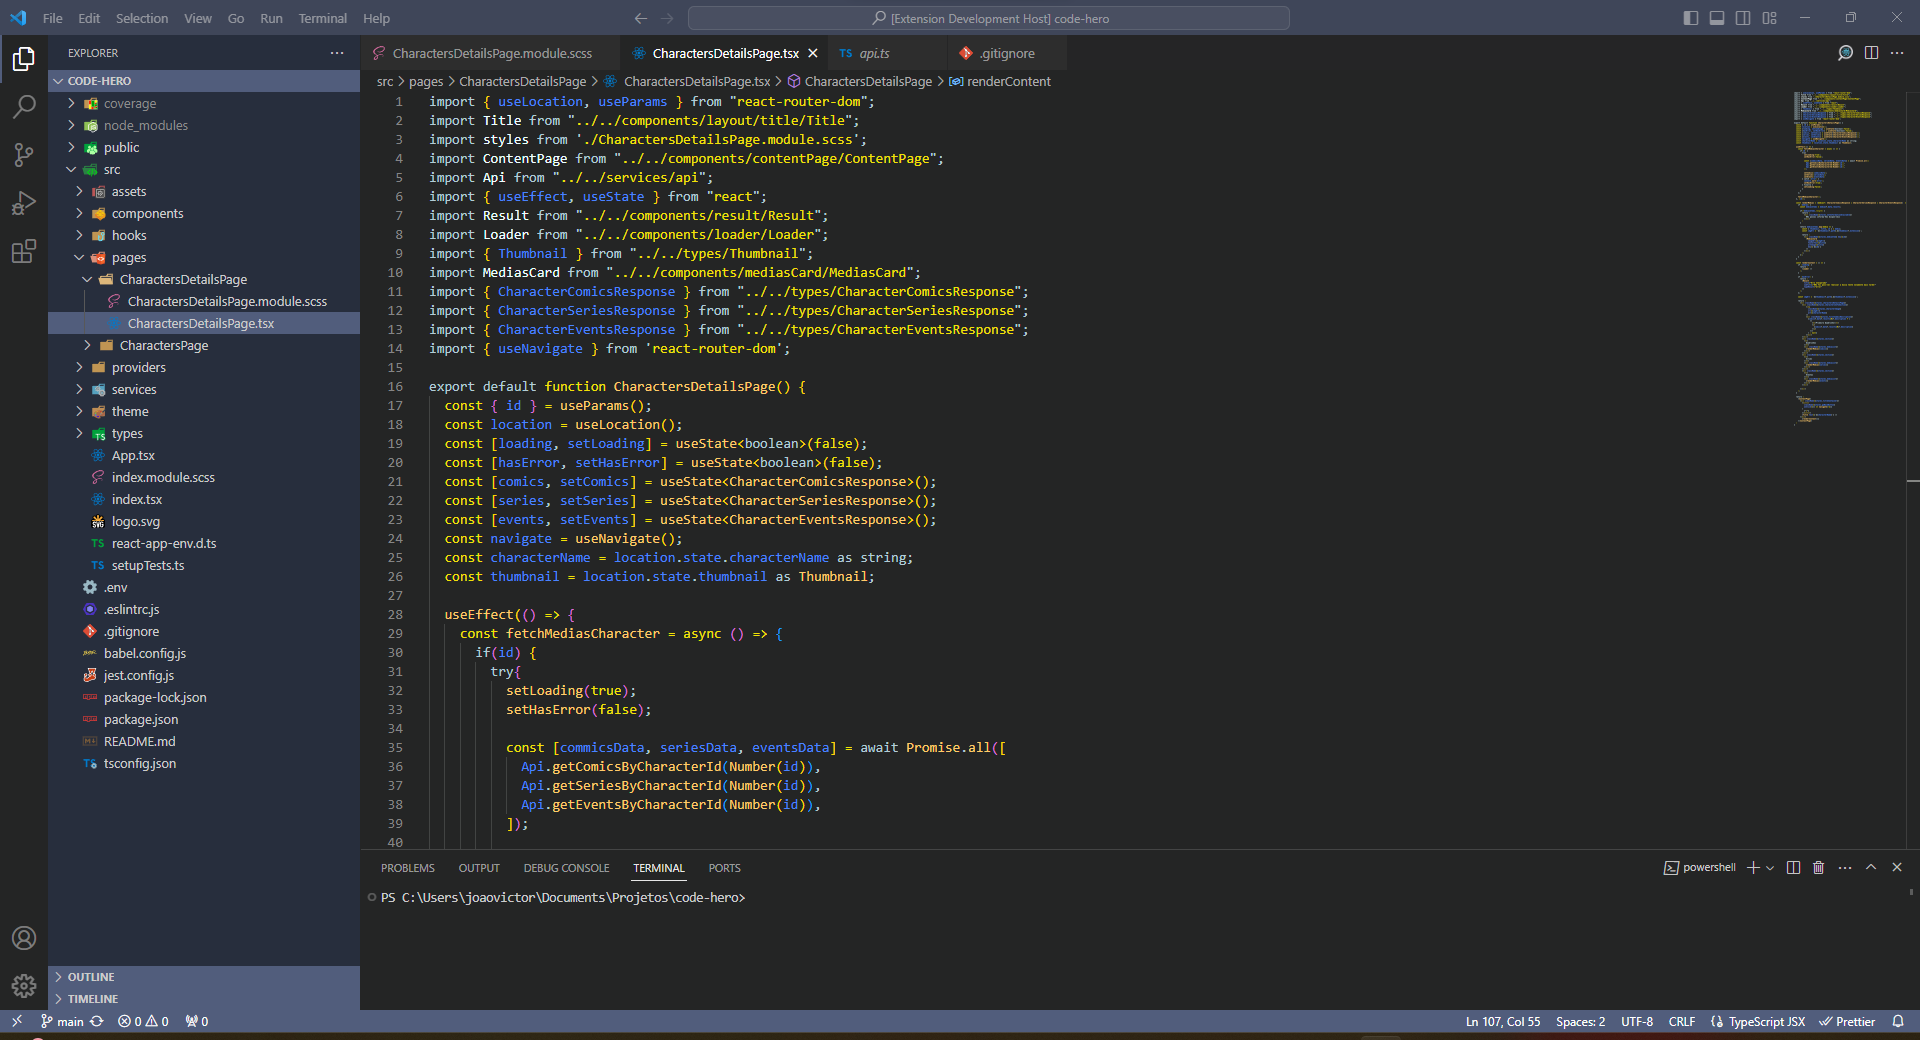 File Edit Selection View Go Run Terminal Help
[Extension Development Host] code-hero
EXPLORER
CODE-HERO
coverage
node_modules
public
src
assets
components
hooks
pages
CharactersDetailsPage
CharactersDetailsPage.module.scss
CharactersDetailsPage.tsx
CharactersPage
providers
services
theme
types
App.tsx
index.module.scss
index.tsx
logo.svg
TS react-app-env.d.ts
TS setupTests.ts
.env
.eslintrc.js
.gitignore
babel.config.js
jest.config.js
package-lock.json
package.json
README.md
tsconfig.json
OUTLINE
TIMELINE
CharactersDetailsPage.module.scss CharactersDetailsPage.tsx TS api.ts .gitignore
src > pages > CharactersDetailsPage > CharactersDetailsPage.tsx > CharactersDetailsPage > renderContent
1 import { useLocation, useParams } from "react-router-dom";
2 import Title from "../../components/layout/title/Title";
3 import styles from './CharactersDetailsPage.module.scss';
4 import ContentPage from "../../components/contentPage/ContentPage";
5 import Api from "../../services/api";
6 import { useEffect, useState } from "react";
7 import Result from "../../components/result/Result";
8 import Loader from "../../components/loader/Loader";
9 import { Thumbnail } from "../../types/Thumbnail";
10 import MediasCard from "../../components/mediasCard/MediasCard";
11 import { CharacterComicsResponse } from "../../types/CharacterComicsResponse";
12 import { CharacterSeriesResponse } from "../../types/CharacterSeriesResponse";
13 import { CharacterEventsResponse } from "../../types/CharacterEventsResponse";
14 import { useNavigate } from 'react-router-dom';
15
16 export default function CharactersDetailsPage() {
17 const { id } = useParams();
18 const location = useLocation();
19 const [loading, setLoading] = useState<boolean>(false);
20 const [hasError, setHasError] = useState<boolean>(false);
21 const [comics, setComics] = useState<CharacterComicsResponse>();
22 const [series, setSeries] = useState<CharacterSeriesResponse>();
23 const [events, setEvents] = useState<CharacterEventsResponse>();
24 const navigate = useNavigate();
25 const characterName = location.state.characterName as string;
26 const thumbnail = location.state.thumbnail as Thumbnail;
27
28 useEffect(() => {
29 const fetchMediasCharacter = async () => {
30 if(id) {
31 try{
32 setLoading(true);
33 setHasError(false);
34
35 const [commicsData, seriesData, eventsData] = await Promise.all([
36 Api.getComicsByCharacterId(Number(id)),
37 Api.getSeriesByCharacterId(Number(id)),
38 Api.getEventsByCharacterId(Number(id)),
39 ]);
40
PROBLEMS OUTPUT DEBUG CONSOLE TERMINAL PORTS
powershell
PS C:\Users\joaovictor\Documents\Projetos\code-hero>
main 0 0 0
Ln 107, Col 55 Spaces: 2 UTF-8 CRLF TypeScript JSX Prettier